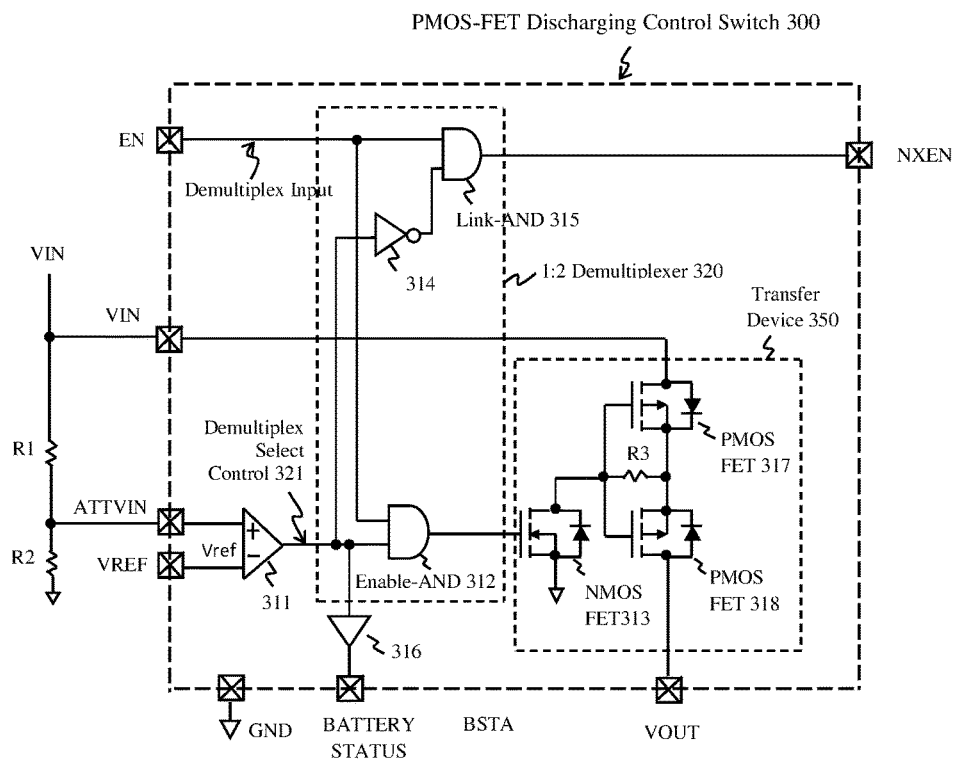 PMOS-FET Discharging Control Switch 300
EN
NXEN
Demultiplex Input
Link-AND 315
314
VIN
1:2 Demultiplexer 320
VIN
Transfer
Device 350
R1
Demultiplex
Select
Control 321
R3
PMOS
FET 317
ATTVIN
R2
VREF
Vref
+
−
311
Enable-AND 312
NMOS
FET313
PMOS
FET 318
316
GND
BATTERY
STATUS
BSTA
VOUT